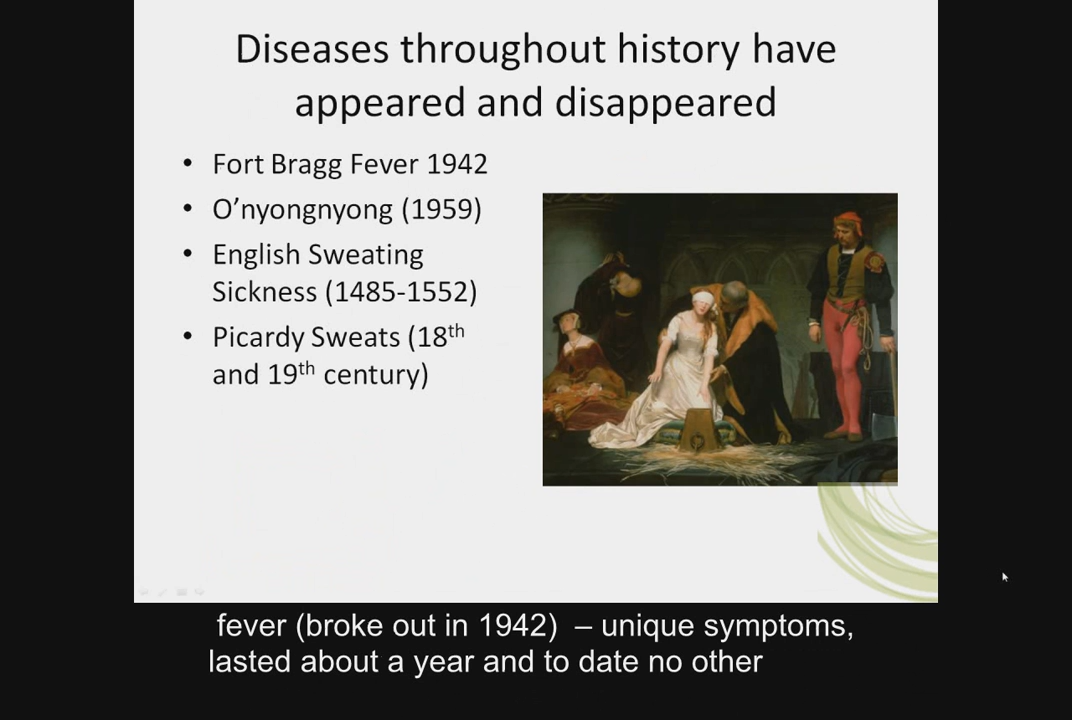 Diseases throughout history have
appeared and disappeared
• Fort Bragg Fever 1942
• O’nyongnyong (1959)
• English Sweating
Sickness (1485-1552)
• Picardy Sweats (18th
and 19th century)
fever (broke out in 1942) – unique symptoms,
lasted about a year and to date no other